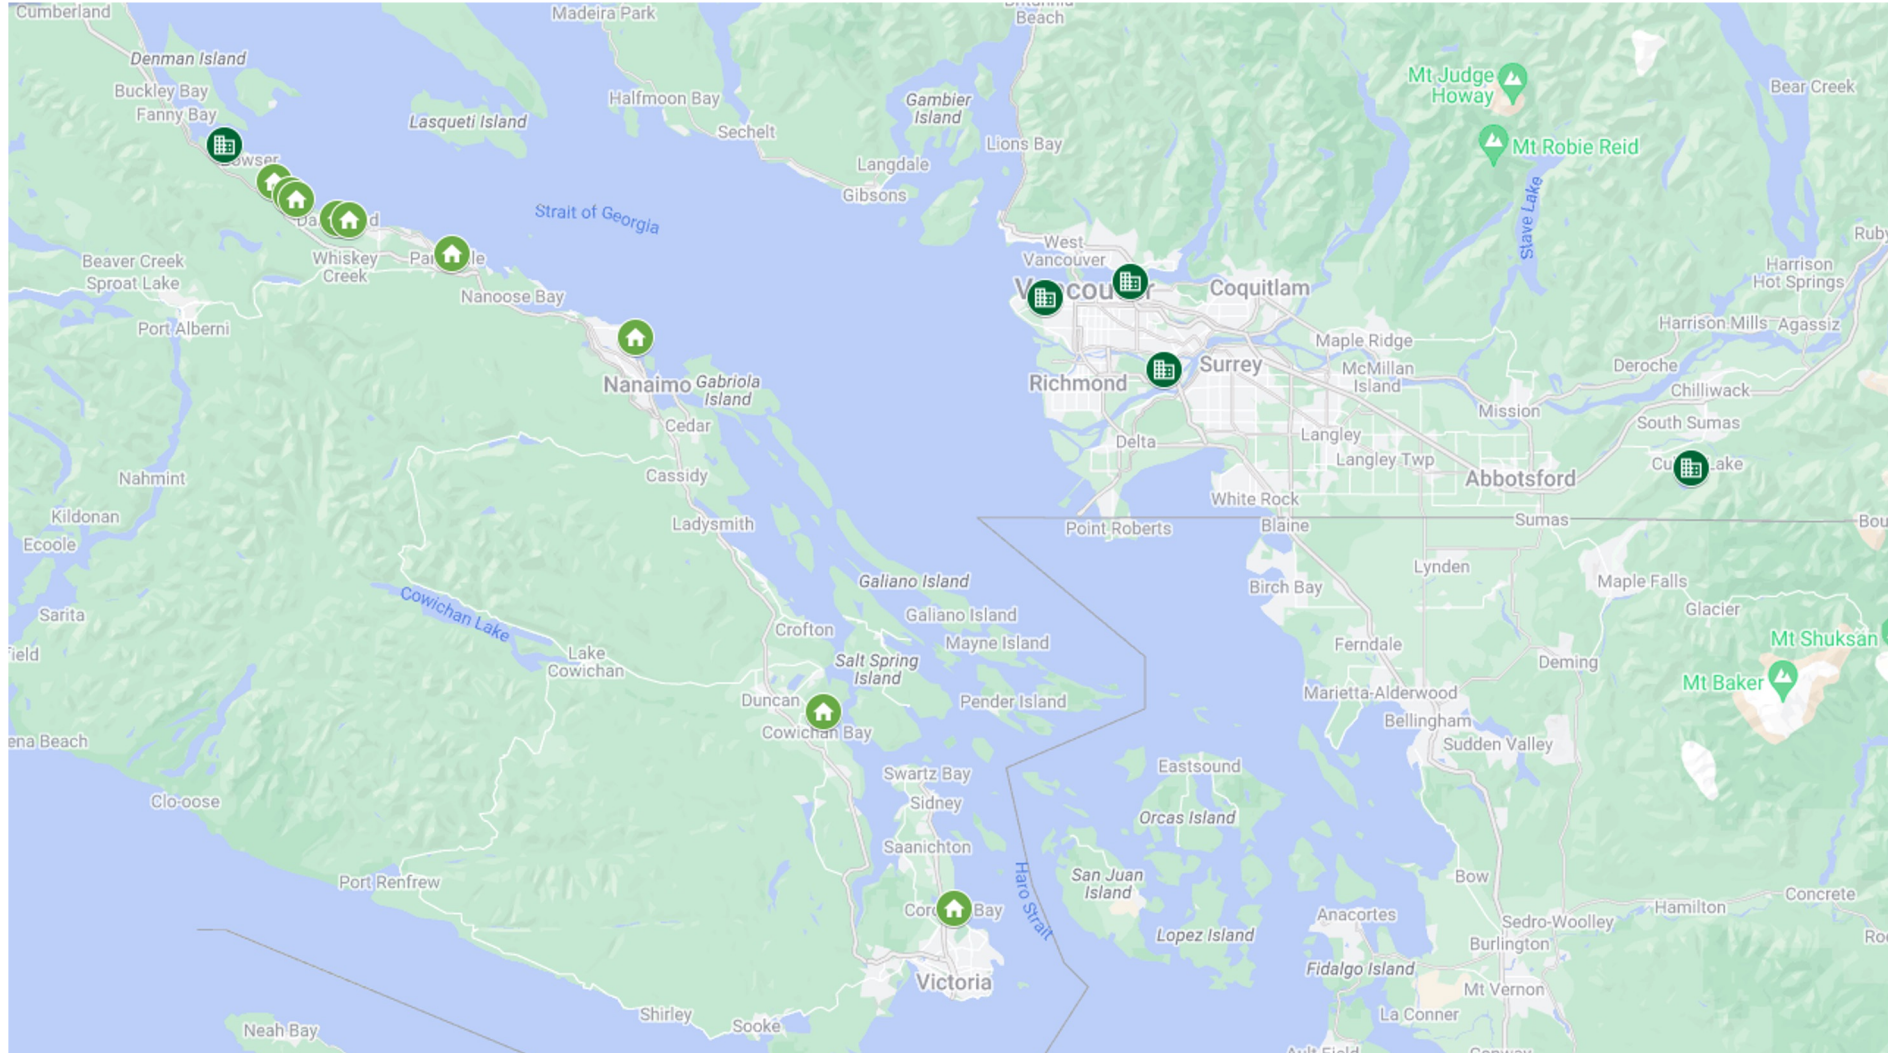 Cumberland
Madeira Park
Beach
Denman Island
Buckley Bay
Fanny Bay
Lasqueti Island
Halfmoon Bay
Sechelt
Gambier
Island
Lions Bay
Langdale
Gibsons
Mt Judge
Howay
Mt Robie Reid
Bear Creek
Stave Lake
Strait of Georgia
Beaver Creek
Sproat Lake
Port Alberni
Whiskey
Creek
Nanoose Bay
West
Vancouver
Coquitlam
Harrison
Hot Springs
Ruby
Harrison Mills
Agassiz
Maple Ridge
McMillan
Island
Deroche
Chilliwack
Surrey
Richmond
Nanaimo
Gabriola
Island
Cedar
Mission
South Sumas
Delta
Langley
Langley Twp
Abbotsford
Lake
Cassidy
Nahmint
White Rock
Kildonan
Ecoole
Ladysmith
Point Roberts
Blaine
Sumas
Lynden
Maple Falls
Birch Bay
Glacier
Galiano Island
Galiano Island
Mayne Island
Cowichan Lake
Sarita
Crofton
Lake
Cowichan
Salt Spring
Island
Ferndale
Deming
Mt Shuksan
Mt Baker
Duncan
Cowichan Bay
Pender Island
Marietta-Alderwood
Bellingham
Sudden Valley
Clo-oose
Swartz Bay
Sidney
Eastsound
Orcas Island
Saanichton
Port Renfrew
San Juan
Island
Haro Strait
Bow
Concrete
Bay
Lopez Island
Anacortes
Sedro-Woolley
Hamilton
Burlington
Fidalgo Island
Victoria
Mt Vernon
Shirley
Sooke
La Conner
Neah Bay